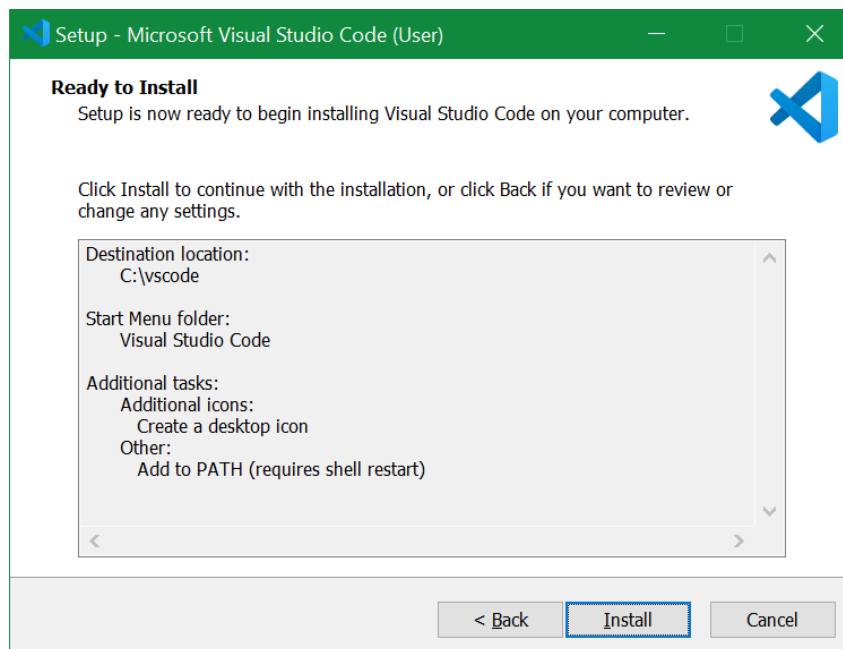 Setup - Microsoft Visual Studio Code (User)
Ready to Install
Setup is now ready to begin installing Visual Studio Code on your computer.
Click Install to continue with the installation, or click Back if you want to review or
change any settings.
Destination location:
C:\vscode
Start Menu folder:
Visual Studio Code
Additional tasks:
Additional icons:
Create a desktop icon
Other:
Add to PATH (requires shell restart)
< Back
Install
Cancel